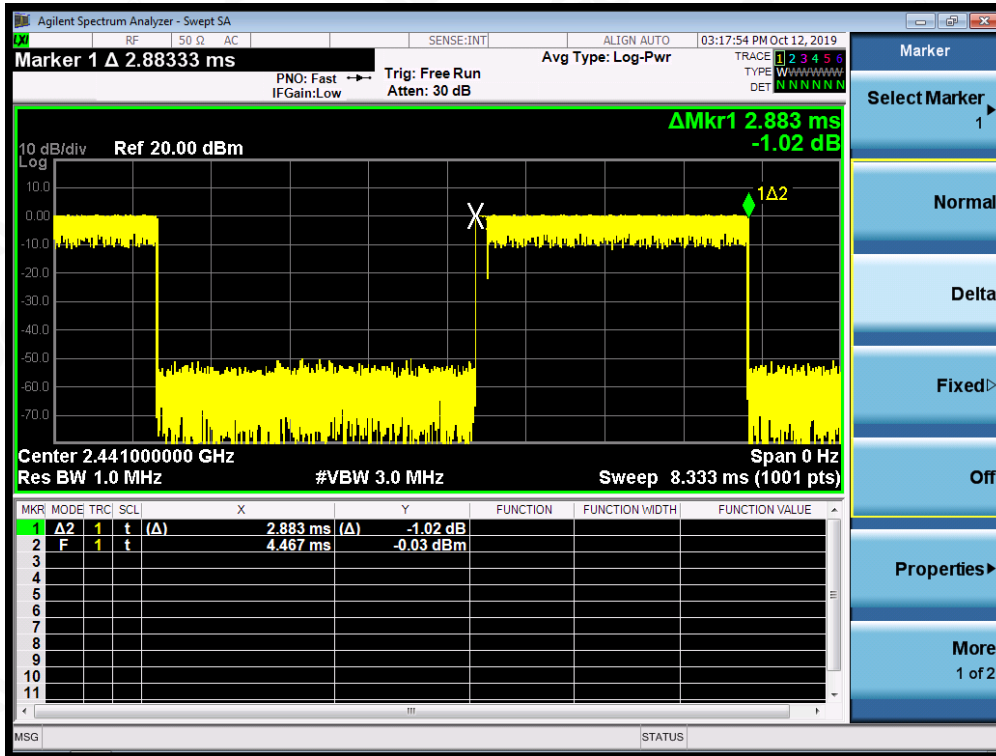 Agilent Spectrum Analyzer - Swept SA
LXI RF 50 Ω AC SENSE:INT ALIGN AUTO 03:17:54 PM Oct 12, 2019
Marker 1 Δ 2.88333 ms
PNO: Fast
IFGain:Low
Trig: Free Run
Atten: 30 dB
Avg Type: Log-Pwr
TRACE 1 2 3 4 5 6
TYPE WWWWWW
DET N N N N N N
ΔMkr1 2.883 ms
-1.02 dB
10 dB/div Ref 20.00 dBm
Log
10.0
0.00
-10.0
-20.0
-30.0
-40.0
-50.0
-60.0
-70.0
X
1Δ2
Center 2.441000000 GHz Span 0 Hz
Res BW 1.0 MHz #VBW 3.0 MHz Sweep 8.333 ms (1001 pts)
MKR MODE TRC SCL X Y FUNCTION FUNCTION WIDTH FUNCTION VALUE
1 Δ2 1 t (Δ) 2.883 ms (Δ) -1.02 dB
2 F 1 t 4.467 ms -0.03 dBm
3
4
5
6
7
8
9
10
11
MSG STATUS
Marker
Select Marker
1
Normal
Delta
Fixed
Off
Properties
More
1 of 2